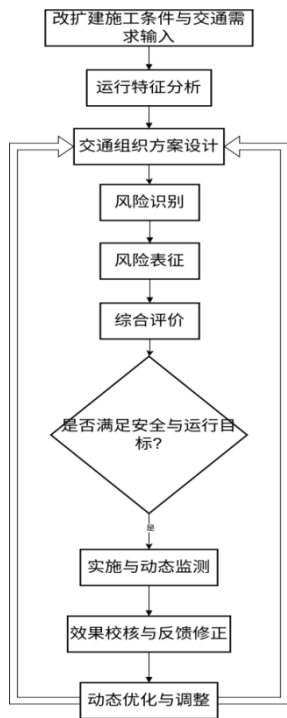 改扩建施工条件与交通需
求输入
运行特征分析
交通组织方案设计
风险识别
风险表征
综合评价
是否满足安全与运行目
标?
是
实施与动态监测
效果校核与反馈修正
动态优化与调整